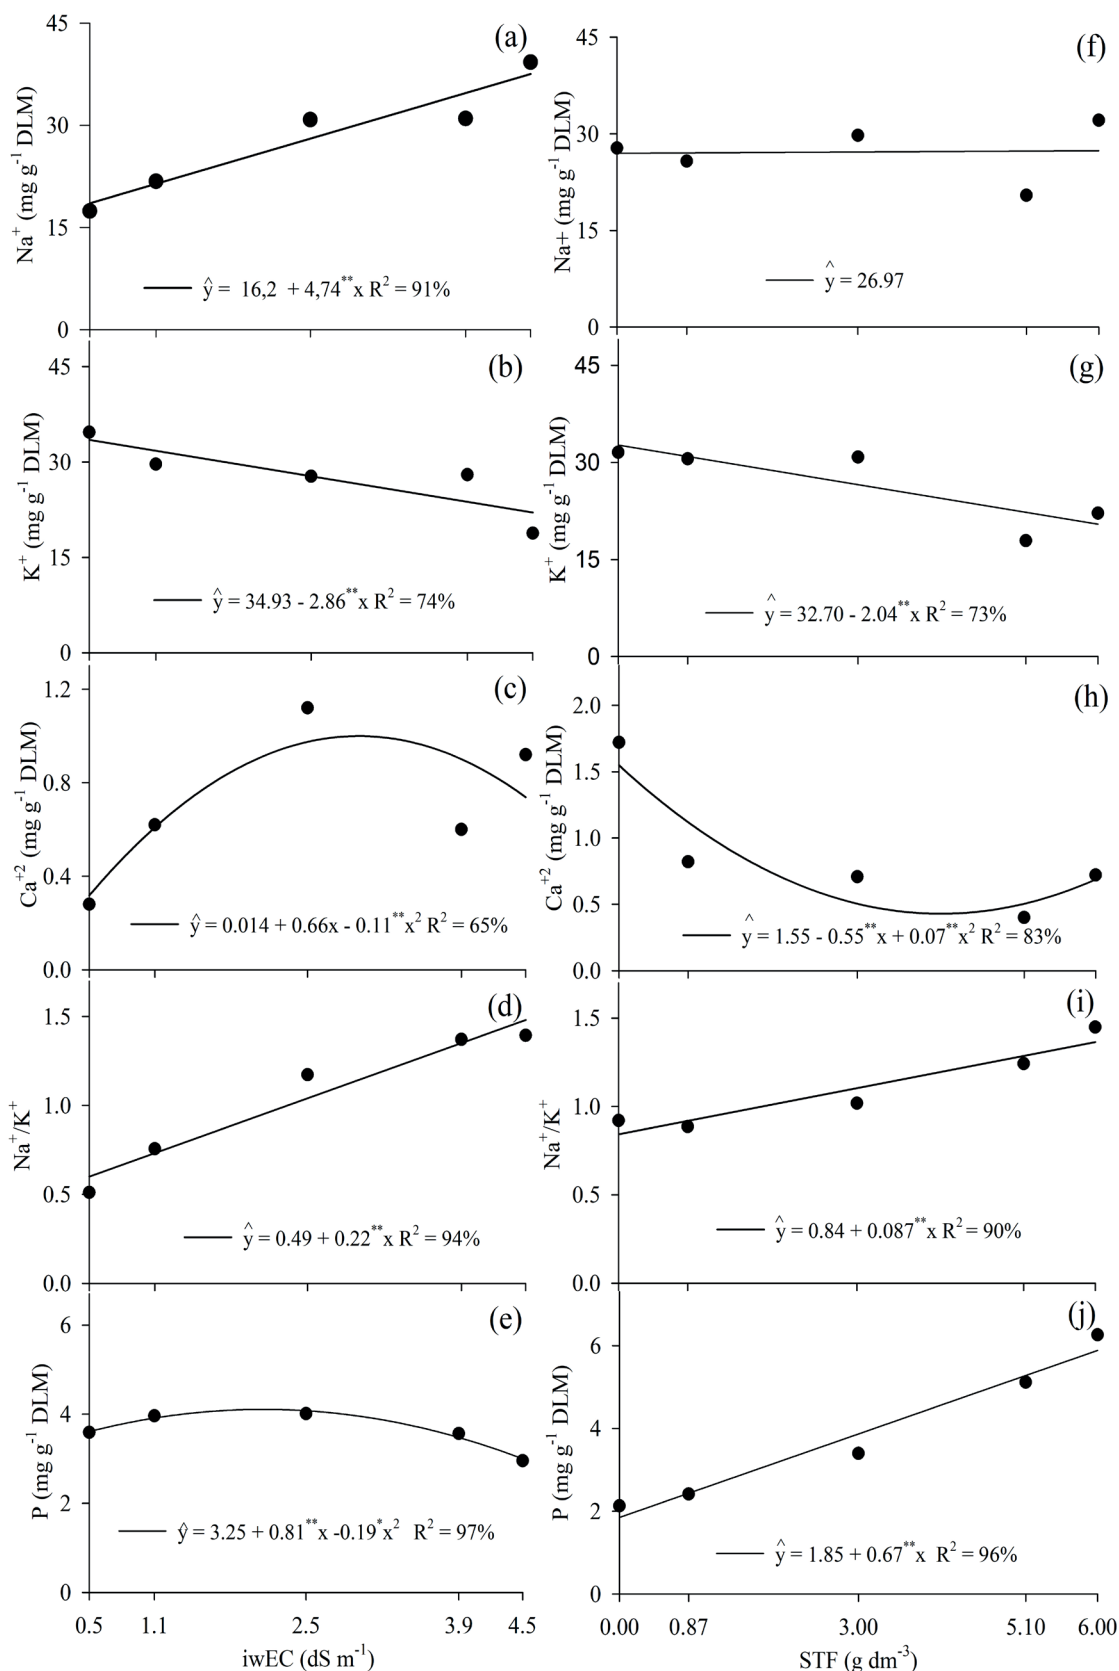 (a)
45
30
15
0
Na+ (mg g-1 DLM)
ŷ = 16,2 + 4,74**x R2 = 91%
(f)
45
30
15
0
Na+ (mg g-1 DLM)
ŷ = 26.97
(b)
45
30
15
0
K+ (mg g-1 DLM)
ŷ = 34.93 - 2.86**x R2 = 74%
(g)
45
30
15
0
K+ (mg g-1 DLM)
ŷ = 32.70 - 2.04**x R2 = 73%
(c)
1.2
0.8
0.4
0.0
Ca+2 (mg g-1 DLM)
ŷ = 0.014 + 0.66x - 0.11**x2 R2 = 65%
(h)
2.0
1.5
1.0
0.5
0.0
Ca+2 (mg g-1 DLM)
ŷ = 1.55 - 0.55**x + 0.07**x2 R2 = 83%
(d)
1.5
1.0
0.5
0.0
Na+/K+
ŷ = 0.49 + 0.22**x R2 = 94%
(i)
1.5
1.0
0.5
0.0
Na+/K+
ŷ = 0.84 + 0.087**x R2 = 90%
(e)
6
4
2
0
P (mg g-1 DLM)
ŷ = 3.25 + 0.81**x -0.19*x2 R2 = 97%
0.5 1.1 2.5 3.9 4.5
iwEC (dS m-1)
(j)
6
4
2
0
P (mg g-1 DLM)
ŷ = 1.85 + 0.67**x R2 = 96%
0.00 0.87 3.00 5.10 6.00
STF (g dm-3)